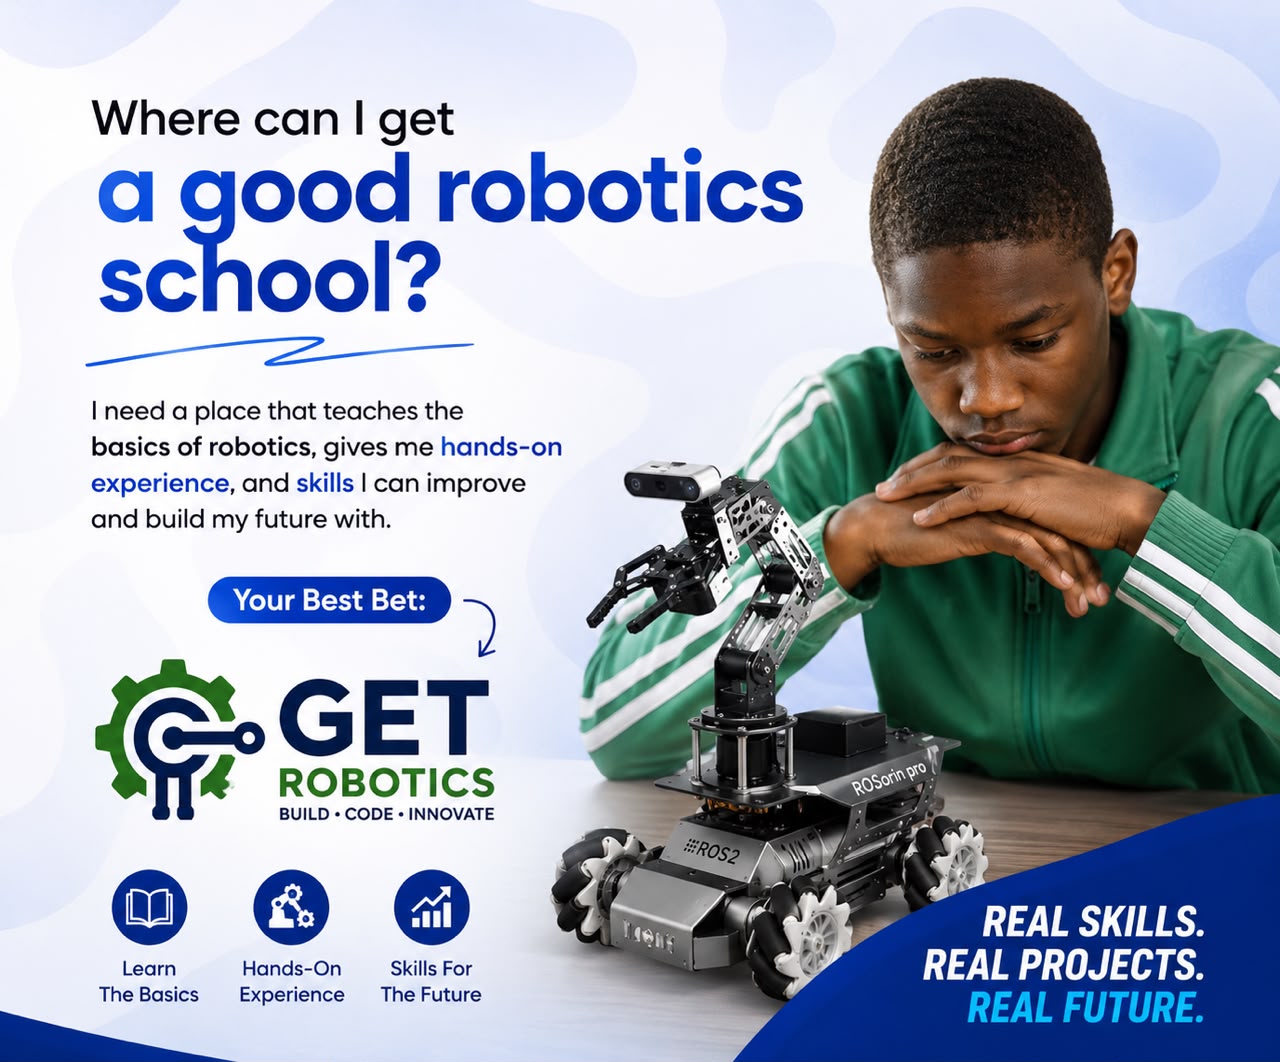 Where can I get
a good robotics
school?
I need a place that teaches the
basics of robotics, gives me hands-on
experience, and skills I can improve
and build my future with.
Your Best Bet:
GET
ROBOTICS
BUILD • CODE • INNOVATE
Learn
The Basics
Hands-On
Experience
Skills For
The Future
ROSorin pro
ROS2
REAL SKILLS.
REAL PROJECTS.
REAL FUTURE.